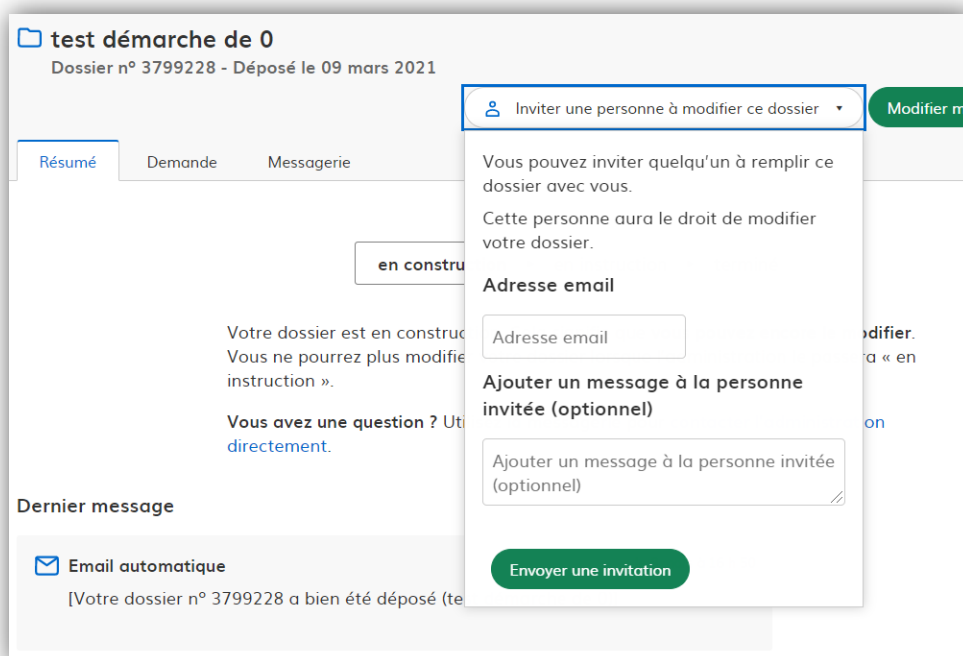 test démarche de 0
Dossier nº 3799228 - Déposé le 09 mars 2021
Inviter une personne à modifier ce dossier
Modifier m
Résumé
Demande
Messagerie
Vous pouvez inviter quelqu'un à remplir ce
dossier avec vous.
Cette personne aura le droit de modifier
votre dossier.
en constru
Adresse email
Adresse email
Votre dossier est en construc
odifier.
Vous ne pourrez plus modifie
ra « en
instruction ».
Ajouter un message à la personne
invitée (optionnel)
Vous avez une question ? Uti
on
directement.
Ajouter un message à la personne invitée
(optionnel)
Dernier message
Email automatique
Envoyer une invitation
[Votre dossier nº 3799228 a bien été déposé (te